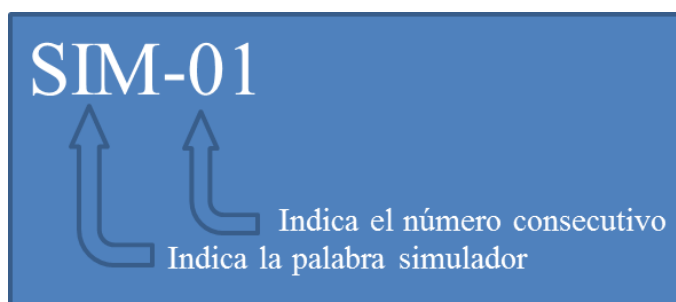 SIM-01
Indica el número consecutivo
Indica la palabra simulador